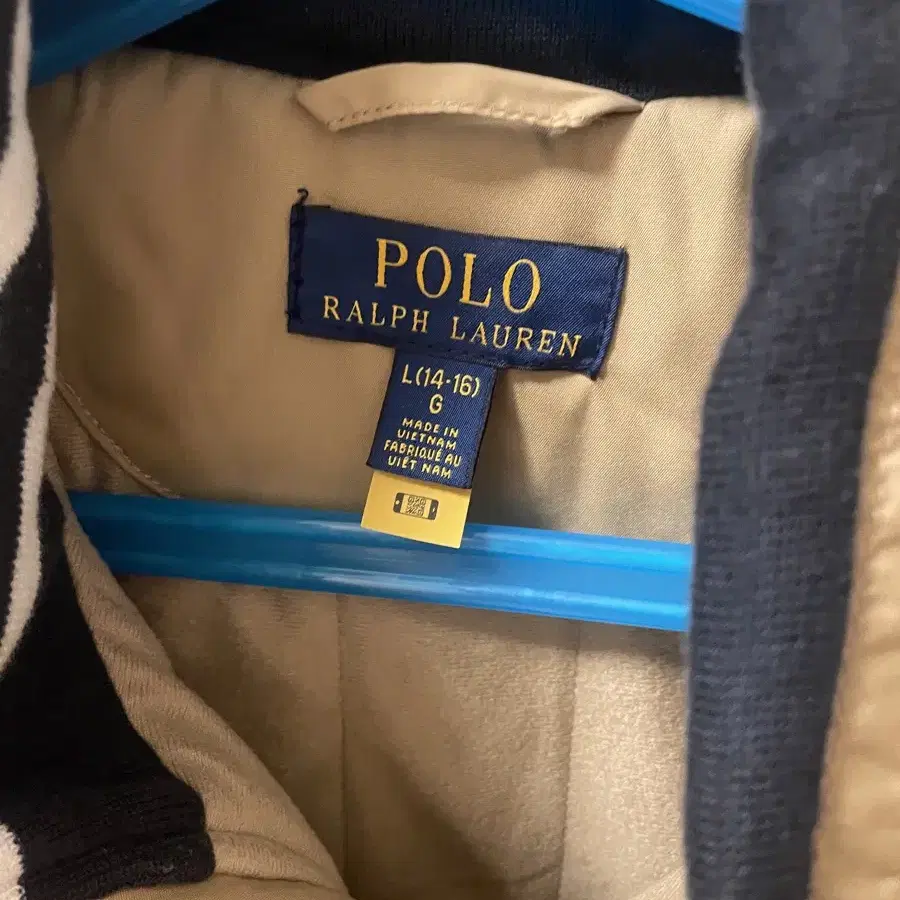 POLO
RALPH LAUREN
L(14-16)
G
MADE IN
VIETNAM
FABRIQUÉ AU
VIÊT NAM